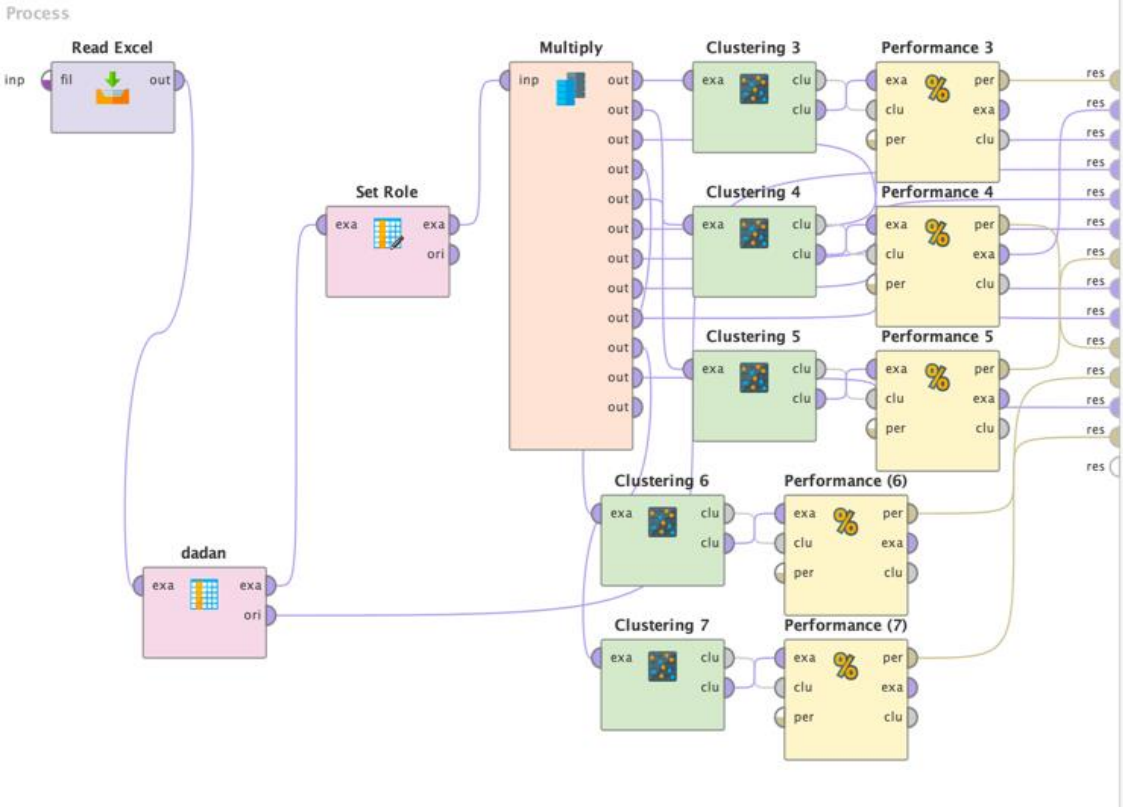 Process
Read Excel
inp
fil
out
Set Role
exa
exa
ori
dadan
exa
exa
ori
Multiply
inp
out
out
out
out
out
out
out
out
out
out
out
out
Clustering 3
exa
clu
clu
Performance 3
exa
per
clu
exa
per
clu
Clustering 4
exa
clu
clu
Performance 4
exa
per
clu
exa
per
clu
Clustering 5
exa
clu
clu
Performance 5
exa
per
clu
exa
per
clu
Clustering 6
exa
clu
clu
Performance (6)
exa
per
clu
exa
per
clu
Clustering 7
exa
clu
clu
Performance (7)
exa
per
clu
exa
per
clu
res
res
res
res
res
res
res
res
res
res
res
res
res
res